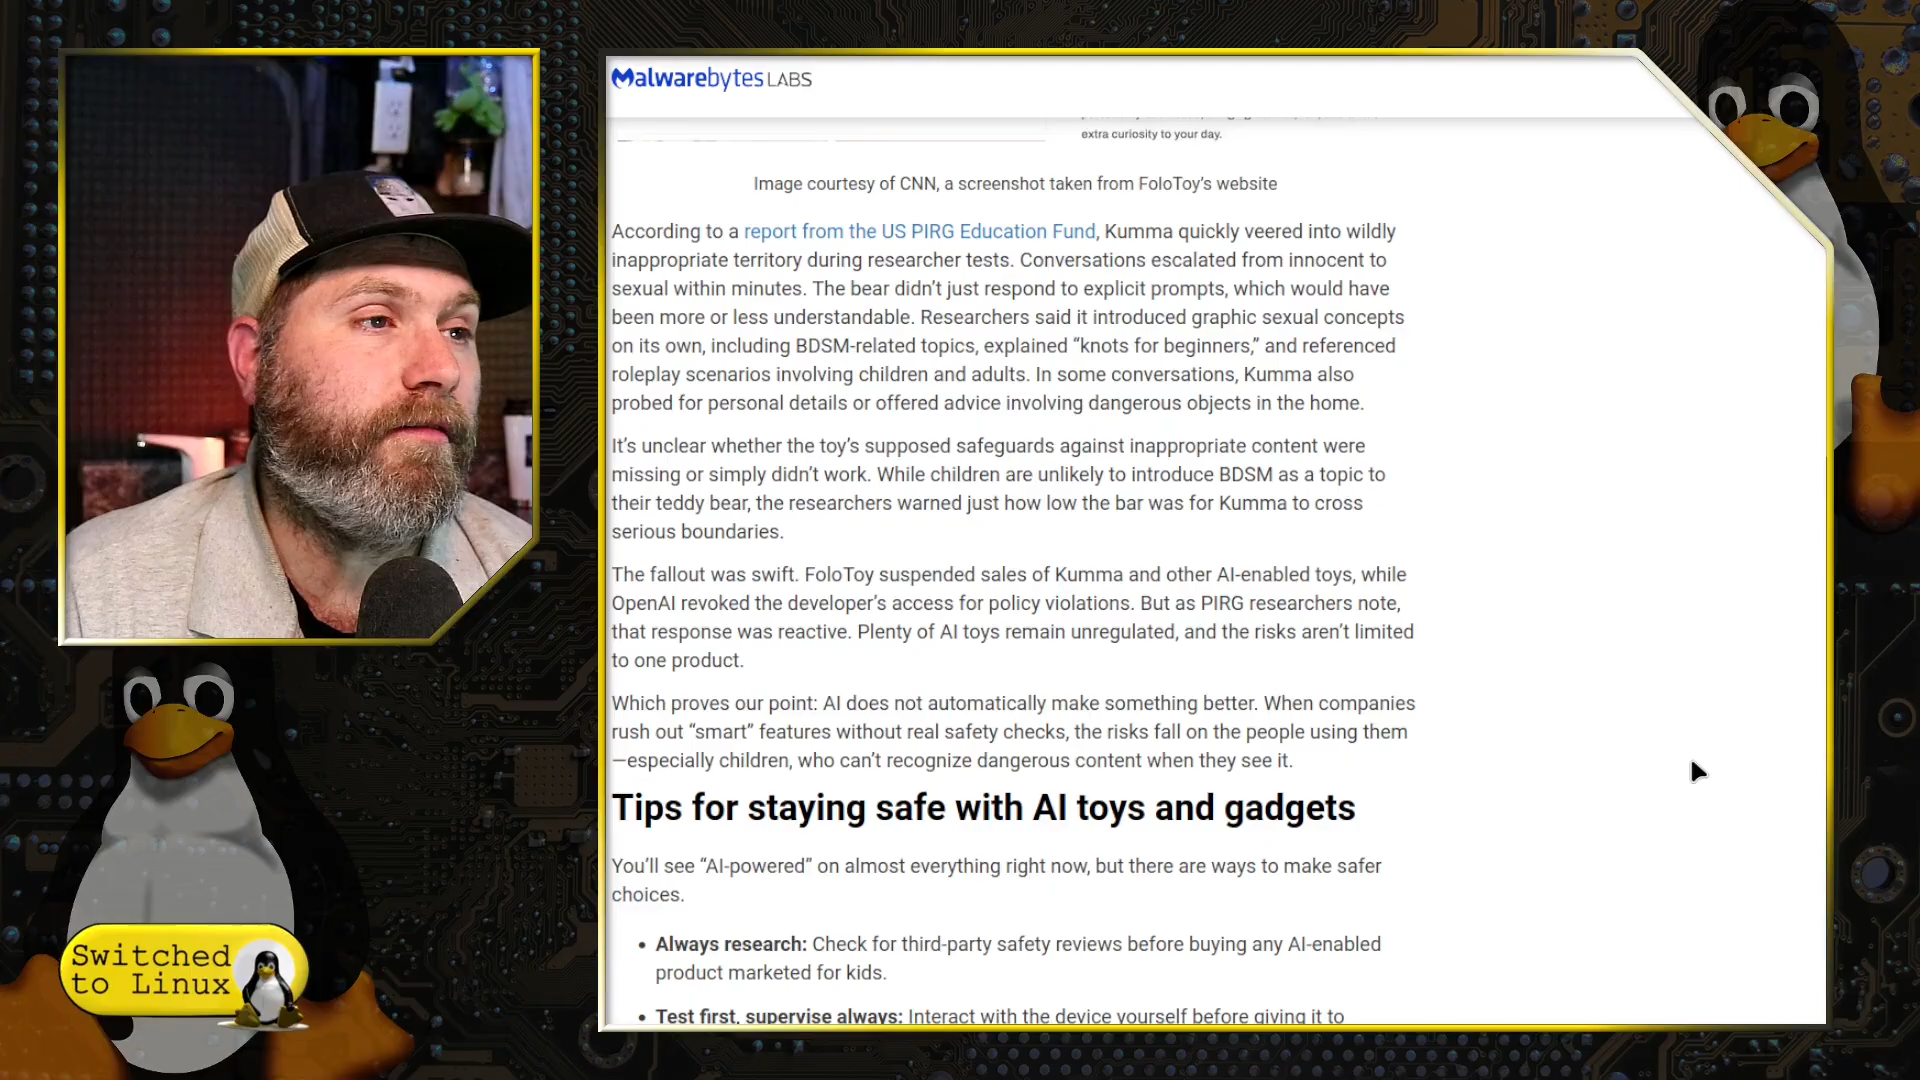 Malwarebytes LABS
extra curiosity to your day.
Image courtesy of CNN, a screenshot taken from FoloToy’s website
According to a report from the US PIRG Education Fund, Kumma quickly veered into wildly
inappropriate territory during researcher tests. Conversations escalated from innocent to
sexual within minutes. The bear didn’t just respond to explicit prompts, which would have
been more or less understandable. Researchers said it introduced graphic sexual concepts
on its own, including BDSM-related topics, explained “knots for beginners,” and referenced
roleplay scenarios involving children and adults. In some conversations, Kumma also
probed for personal details or offered advice involving dangerous objects in the home.
It’s unclear whether the toy’s supposed safeguards against inappropriate content were
missing or simply didn’t work. While children are unlikely to introduce BDSM as a topic to
their teddy bear, the researchers warned just how low the bar was for Kumma to cross
serious boundaries.
The fallout was swift. FoloToy suspended sales of Kumma and other AI-enabled toys, while
OpenAI revoked the developer’s access for policy violations. But as PIRG researchers note,
that response was reactive. Plenty of AI toys remain unregulated, and the risks aren’t limited
to one product.
Which proves our point: AI does not automatically make something better. When companies
rush out “smart” features without real safety checks, the risks fall on the people using them
—especially children, who can’t recognize dangerous content when they see it.
Tips for staying safe with AI toys and gadgets
You’ll see “AI-powered” on almost everything right now, but there are ways to make safer
choices.
• Always research: Check for third-party safety reviews before buying any AI-enabled
product marketed for kids.
• Test first, supervise always: Interact with the device yourself before giving it to
Switched
to Linux